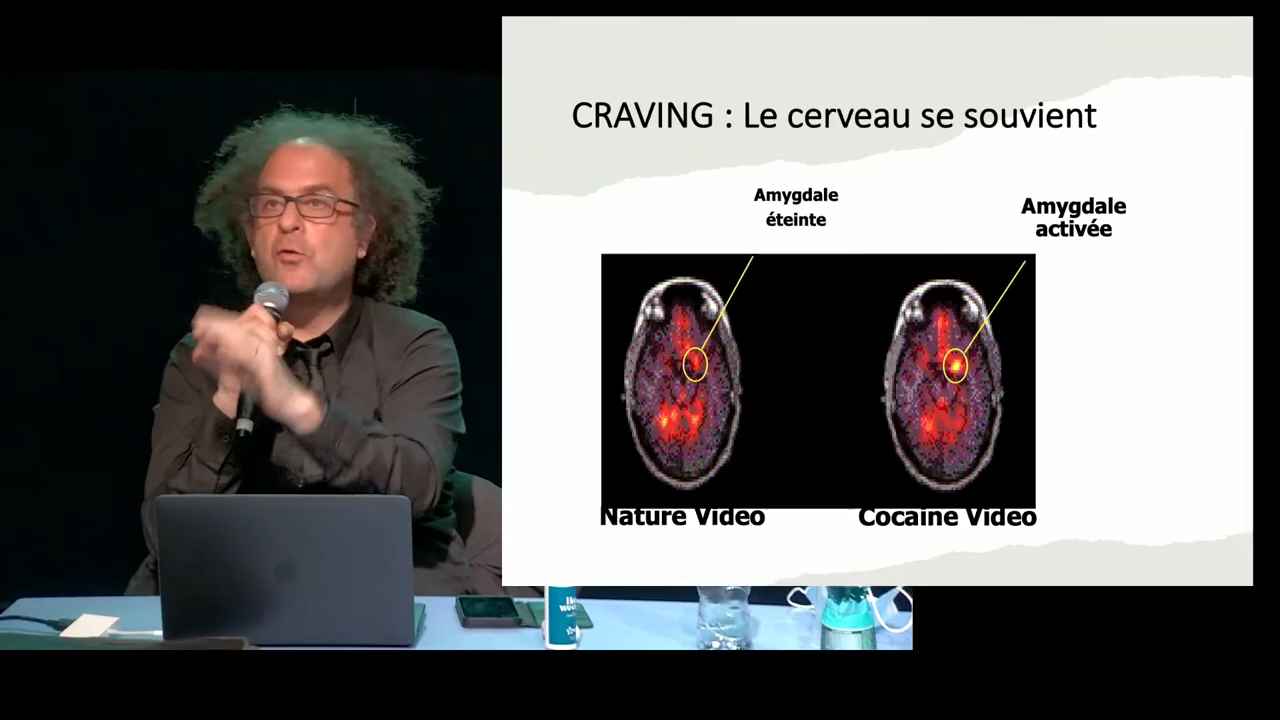 CRAVING : Le cerveau se souvient
Amygdale
éteinte
Amygdale
activée
Nature Video
Cocaine Video